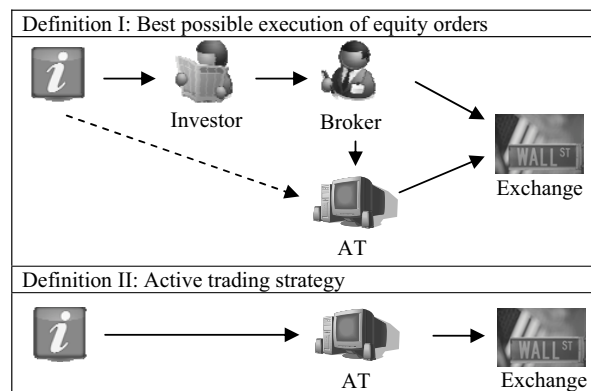 Definition I: Best possible execution of equity orders
i
Investor
Broker
WALL ST
Exchange
AT
Definition II: Active trading strategy
i
WALL ST
AT
Exchange